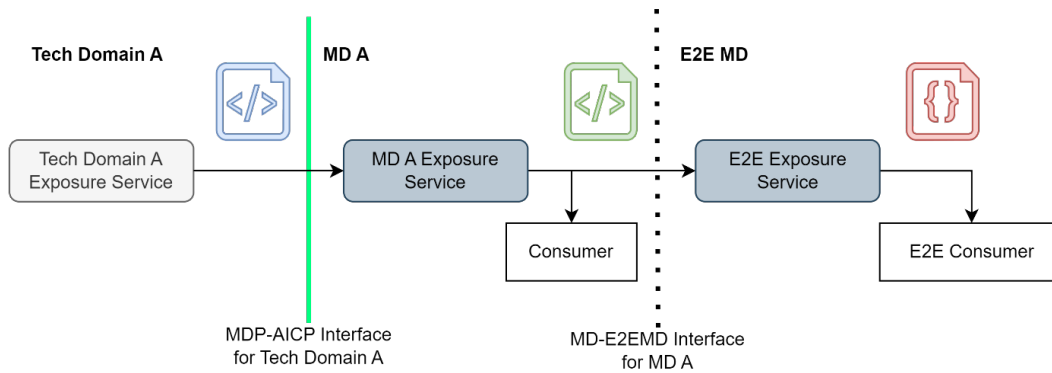 Tech Domain A
MD A
E2E MD
</>
</>
{}
Tech Domain A
Exposure Service
MD A Exposure
Service
E2E Exposure
Service
Consumer
E2E Consumer
MDP-AICP Interface
for Tech Domain A
MD-E2EMD Interface
for MD A